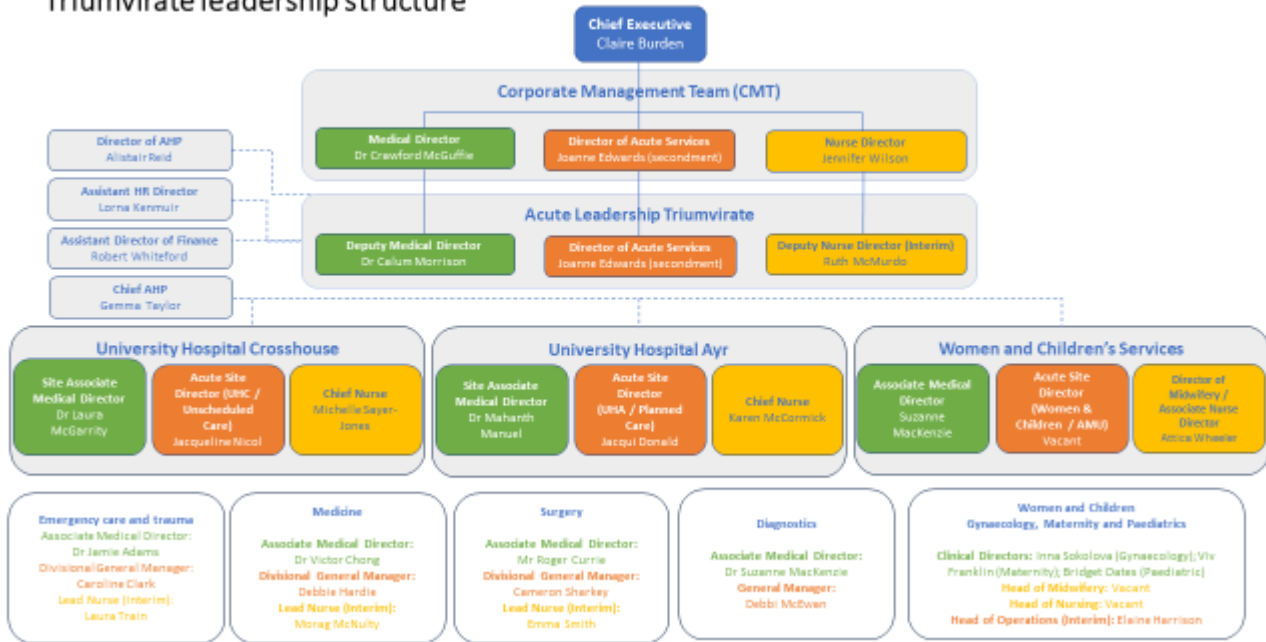 Triumvirate leadership structure
Chief Executive
Claire Burden
Corporate Management Team (CMT)
Medical Director
Dr Crawford McGuffie
Director of Acute Services
Joanne Edwards (secondment)
Nurse Director
Jennifer Wilson
Director of AHP
Alistair Reid
Assistant HR Director
Lorna Kenmuir
Assistant Director of Finance
Robert Whiteford
Chief AHP
Gemma Taylor
Acute Leadership Triumvirate
Deputy Medical Director
Dr Calum Morrison
Director of Acute Services
Joanne Edwards (secondment)
Deputy Nurse Director (Interim)
Ruth McMurdo
University Hospital Crosshouse
Site Associate
Medical Director
Dr Laura
McGarrity
Acute Site
Director (UHC /
Unscheduled
Care)
Jacqueline Nicol
Chief Nurse
Michelle Sayer-
Jones
University Hospital Ayr
Site Associate
Medical Director
Dr Mahanth
Manuel
Acute Site
Director
(UHA / Planned
Care)
Jacqui Donald
Chief Nurse
Karen McCormick
Women and Children's Services
Associate Medical
Director
Suzanne
MacKenzie
Acute Site
Director
(Women &
Children / AMU)
Vacant
Director of
Midwifery /
Associate Nurse
Director
Attica Wheeler
Emergency care and trauma
Associate Medical Director:
Dr Jamie Adams
Divisional General Manager:
Caroline Clark
Lead Nurse (Interim):
Laura Train
Medicine
Associate Medical Director:
Dr Victor Chong
Divisional General Manager:
Debbie Hardie
Lead Nurse (Interim):
Morag McNulty
Surgery
Associate Medical Director:
Mr Roger Currie
Divisional General Manager:
Cameron Sharkey
Lead Nurse (Interim):
Emma Smith
Diagnostics
Associate Medical Director:
Dr Suzanne MacKenzie
General Manager:
Debbi McEwan
Women and Children
Gynaecology, Maternity and Paediatrics
Clinical Directors: Inna Sokolova (Gynaecology); Viv
Franklin (Maternity); Bridget Oates (Paediatric)
Head of Midwifery: Vacant
Head of Nursing: Vacant
Head of Operations (Interim): Elaine Harrison